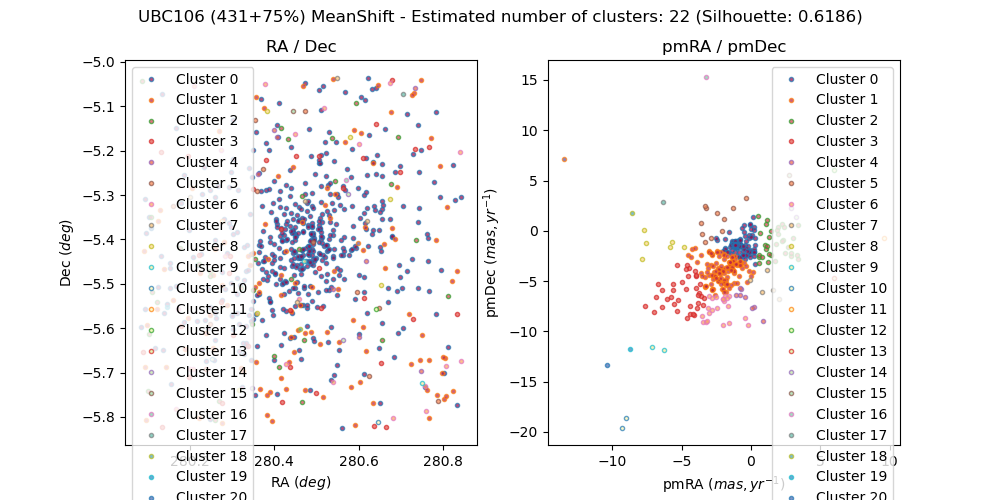 UBC106 (431+75%) MeanShift - Estimated number of clusters: 22 (Silhouette: 0.6186)
RA / Dec
−5.0
−5.1
−5.2
−5.3
−5.4
−5.5
−5.6
−5.7
−5.8
Dec (deg)
280.2
280.4
280.6
280.8
RA (deg)
Cluster 0
Cluster 1
Cluster 2
Cluster 3
Cluster 4
Cluster 5
Cluster 6
Cluster 7
Cluster 8
Cluster 9
Cluster 10
Cluster 11
Cluster 12
Cluster 13
Cluster 14
Cluster 15
Cluster 16
Cluster 17
Cluster 18
Cluster 19
Cluster 20
pmRA / pmDec
15
10
5
0
−5
−10
−15
−20
pmDec (mas, yr⁻¹)
−10
−5
0
5
10
pmRA (mas, yr⁻¹)
Cluster 0
Cluster 1
Cluster 2
Cluster 3
Cluster 4
Cluster 5
Cluster 6
Cluster 7
Cluster 8
Cluster 9
Cluster 10
Cluster 11
Cluster 12
Cluster 13
Cluster 14
Cluster 15
Cluster 16
Cluster 17
Cluster 18
Cluster 19
Cluster 20